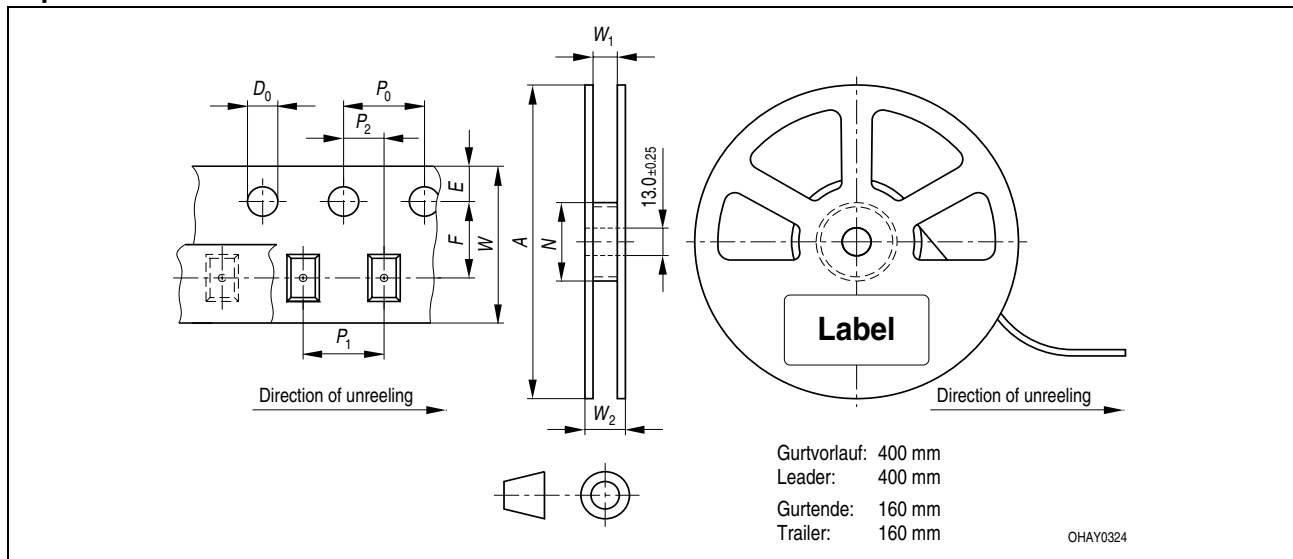 W1
D0
P0
P2
E
F
W
A
N
13.0±0.25
P1
Label
W2
Direction of unreeling
Direction of unreeling
Gurtvorlauf: 400 mm
Leader: 400 mm
Gurtende: 160 mm
Trailer: 160 mm
OHAY0324